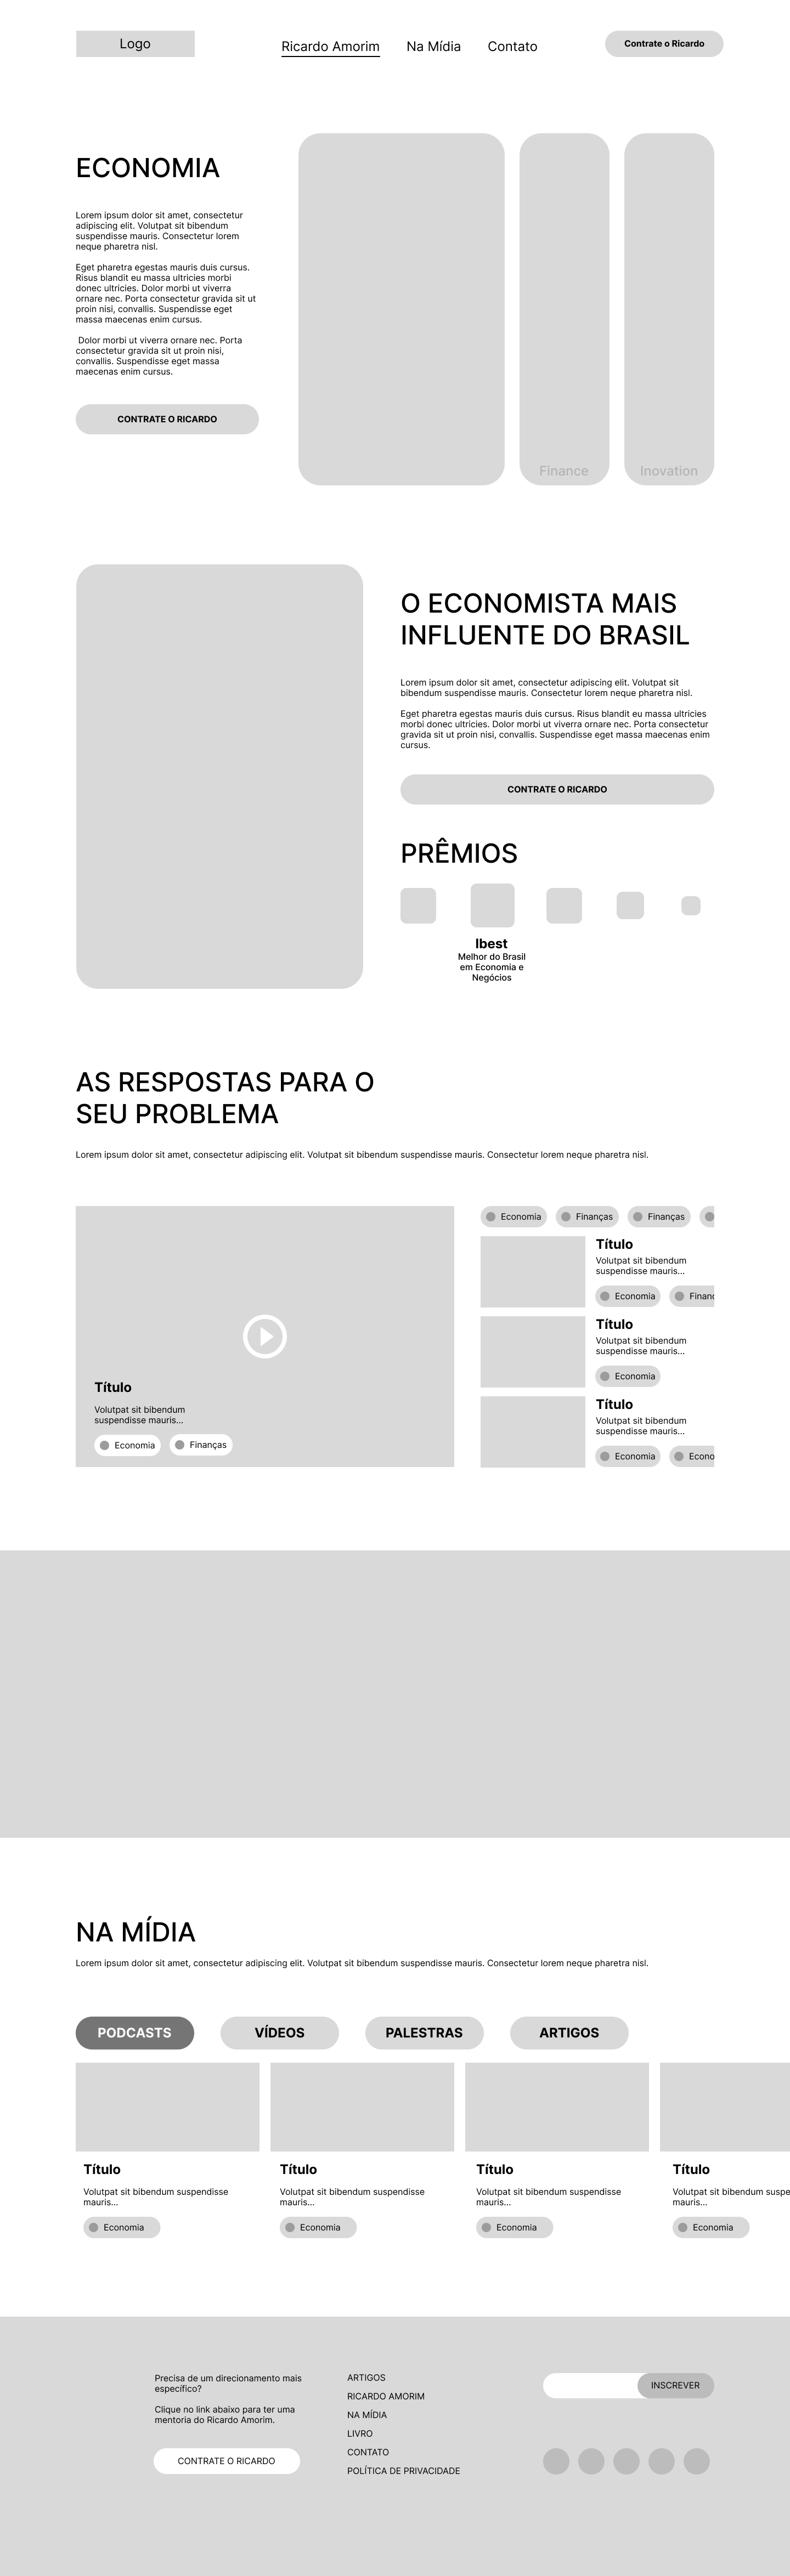 Logo
Ricardo Amorim
Na Mídia
Contato
Contrate o Ricardo
ECONOMIA
Lorem ipsum dolor sit amet, consectetur
adipiscing elit. Volutpat sit bibendum
suspendisse mauris. Consectetur lorem
neque pharetra nisl.
Eget pharetra egestas mauris duis cursus.
Risus blandit eu massa ultricies morbi
donec ultricies. Dolor morbi ut viverra
ornare nec. Porta consectetur gravida sit ut
proin nisi, convallis. Suspendisse eget
massa maecenas enim cursus.
Dolor morbi ut viverra ornare nec. Porta
consectetur gravida sit ut proin nisi,
convallis. Suspendisse eget massa
maecenas enim cursus.
CONTRATE O RICARDO
Finance
Inovation
O ECONOMISTA MAIS
INFLUENTE DO BRASIL
Lorem ipsum dolor sit amet, consectetur adipiscing elit. Volutpat sit
bibendum suspendisse mauris. Consectetur lorem neque pharetra nisl.
Eget pharetra egestas mauris duis cursus. Risus blandit eu massa ultricies
morbi donec ultricies. Dolor morbi ut viverra ornare nec. Porta consectetur
gravida sit ut proin nisi, convallis. Suspendisse eget massa maecenas enim
cursus.
CONTRATE O RICARDO
PRÊMIOS
Ibest
Melhor do Brasil
em Economia e
Negócios
AS RESPOSTAS PARA O
SEU PROBLEMA
Lorem ipsum dolor sit amet, consectetur adipiscing elit. Volutpat sit bibendum suspendisse mauris. Consectetur lorem neque pharetra nisl.
Título
Volutpat sit bibendum
suspendisse mauris...
Economia
Finanças
Economia
Finanças
Finanças
Título
Volutpat sit bibendum
suspendisse mauris...
Economia
Financ
Título
Volutpat sit bibendum
suspendisse mauris...
Economia
Título
Volutpat sit bibendum
suspendisse mauris...
Economia
Econo
NA MÍDIA
Lorem ipsum dolor sit amet, consectetur adipiscing elit. Volutpat sit bibendum suspendisse mauris. Consectetur lorem neque pharetra nisl.
PODCASTS
VÍDEOS
PALESTRAS
ARTIGOS
Título
Volutpat sit bibendum suspendisse
mauris...
Economia
Título
Volutpat sit bibendum suspendisse
mauris...
Economia
Título
Volutpat sit bibendum suspendisse
mauris...
Economia
Título
Volutpat sit bibendum suspe
mauris...
Economia
Precisa de um direcionamento mais
específico?
Clique no link abaixo para ter uma
mentoria do Ricardo Amorim.
CONTRATE O RICARDO
ARTIGOS
RICARDO AMORIM
NA MÍDIA
LIVRO
CONTATO
POLÍTICA DE PRIVACIDADE
INSCREVER